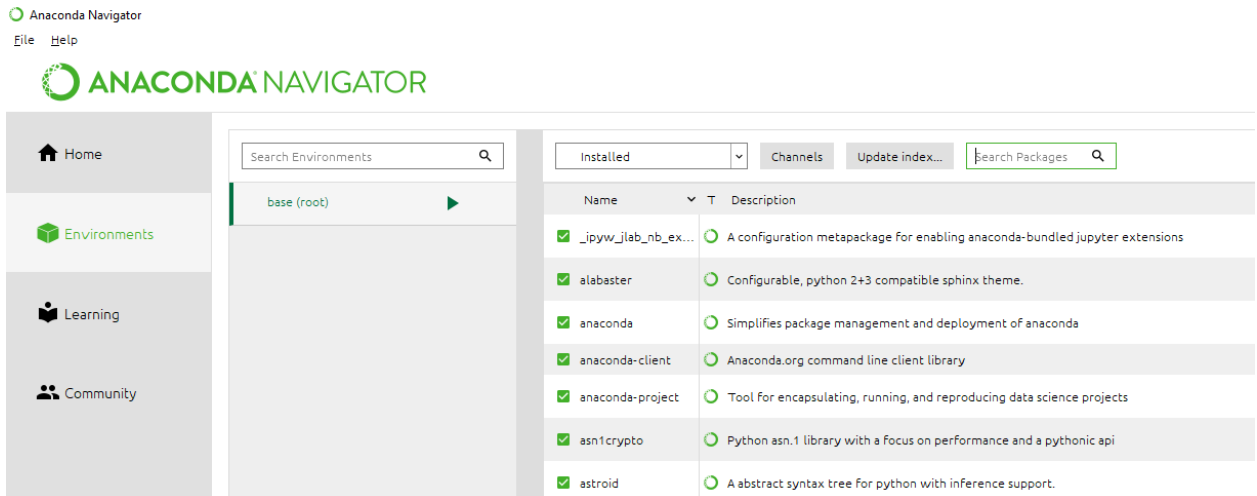 Anaconda Navigator
File Help
ANACONDA NAVIGATOR
Home
Environments
Learning
Community
Search Environments
base (root)
Installed Channels Update index... Search Packages
Name T Description
_ipyw_jlab_nb_ex... A configuration metapackage for enabling anaconda-bundled jupyter extensions
alabaster Configurable, python 2+3 compatible sphinx theme.
anaconda Simplifies package management and deployment of anaconda
anaconda-client Anaconda.org command line client library
anaconda-project Tool for encapsulating, running, and reproducing data science projects
asn1crypto Python asn.1 library with a focus on performance and a pythonic api
astroid A abstract syntax tree for python with inference support.